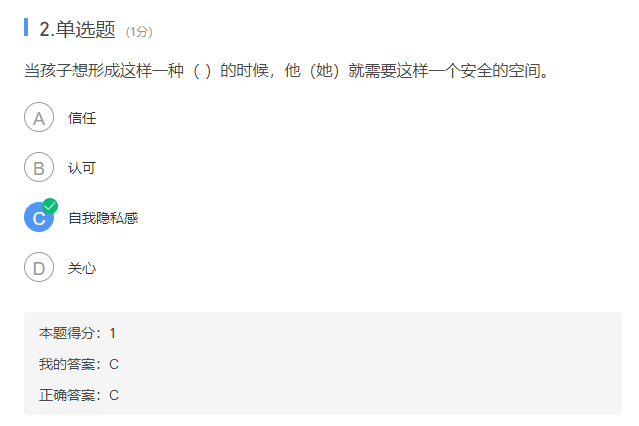 2.单选题 (1分)
当孩子想形成这样一种（ ）的时候，他（她）就需要这样一个安全的空间。
A 信任
B 认可
C 自我隐私感
D 关心
本题得分：1
我的答案：C
正确答案：C